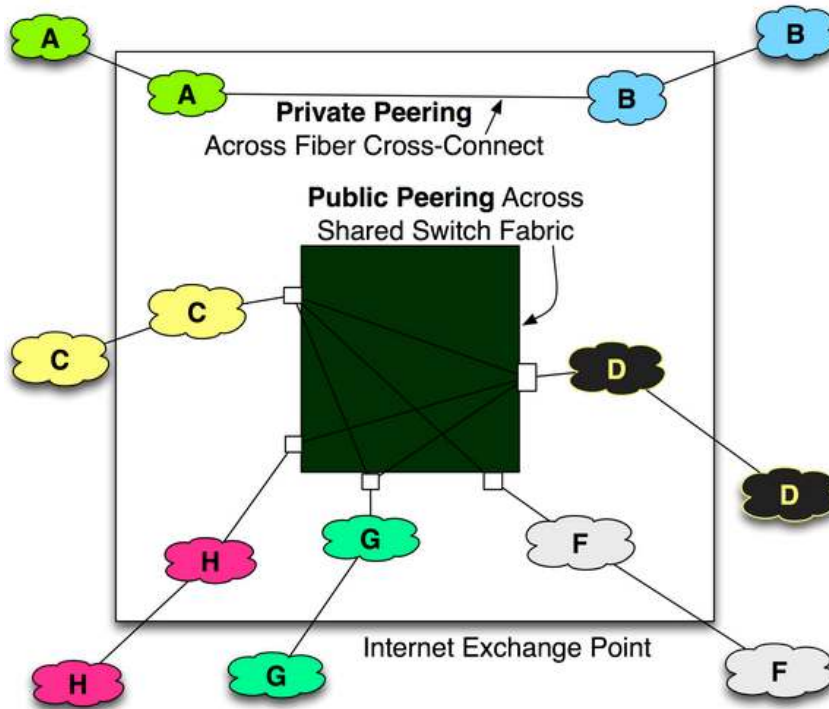 A
B
A
B
Private Peering
Across Fiber Cross-Connect
Public Peering Across
Shared Switch Fabric
C
C
D
D
H
G
F
Internet Exchange Point
H
G
F